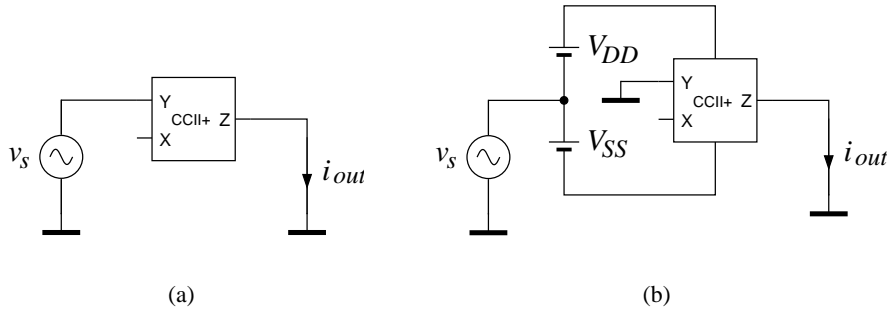 v_s
Y
CCII+
Z
X
i_out
(a)
V_DD
V_SS
v_s
Y
CCII+
Z
X
i_out
(b)